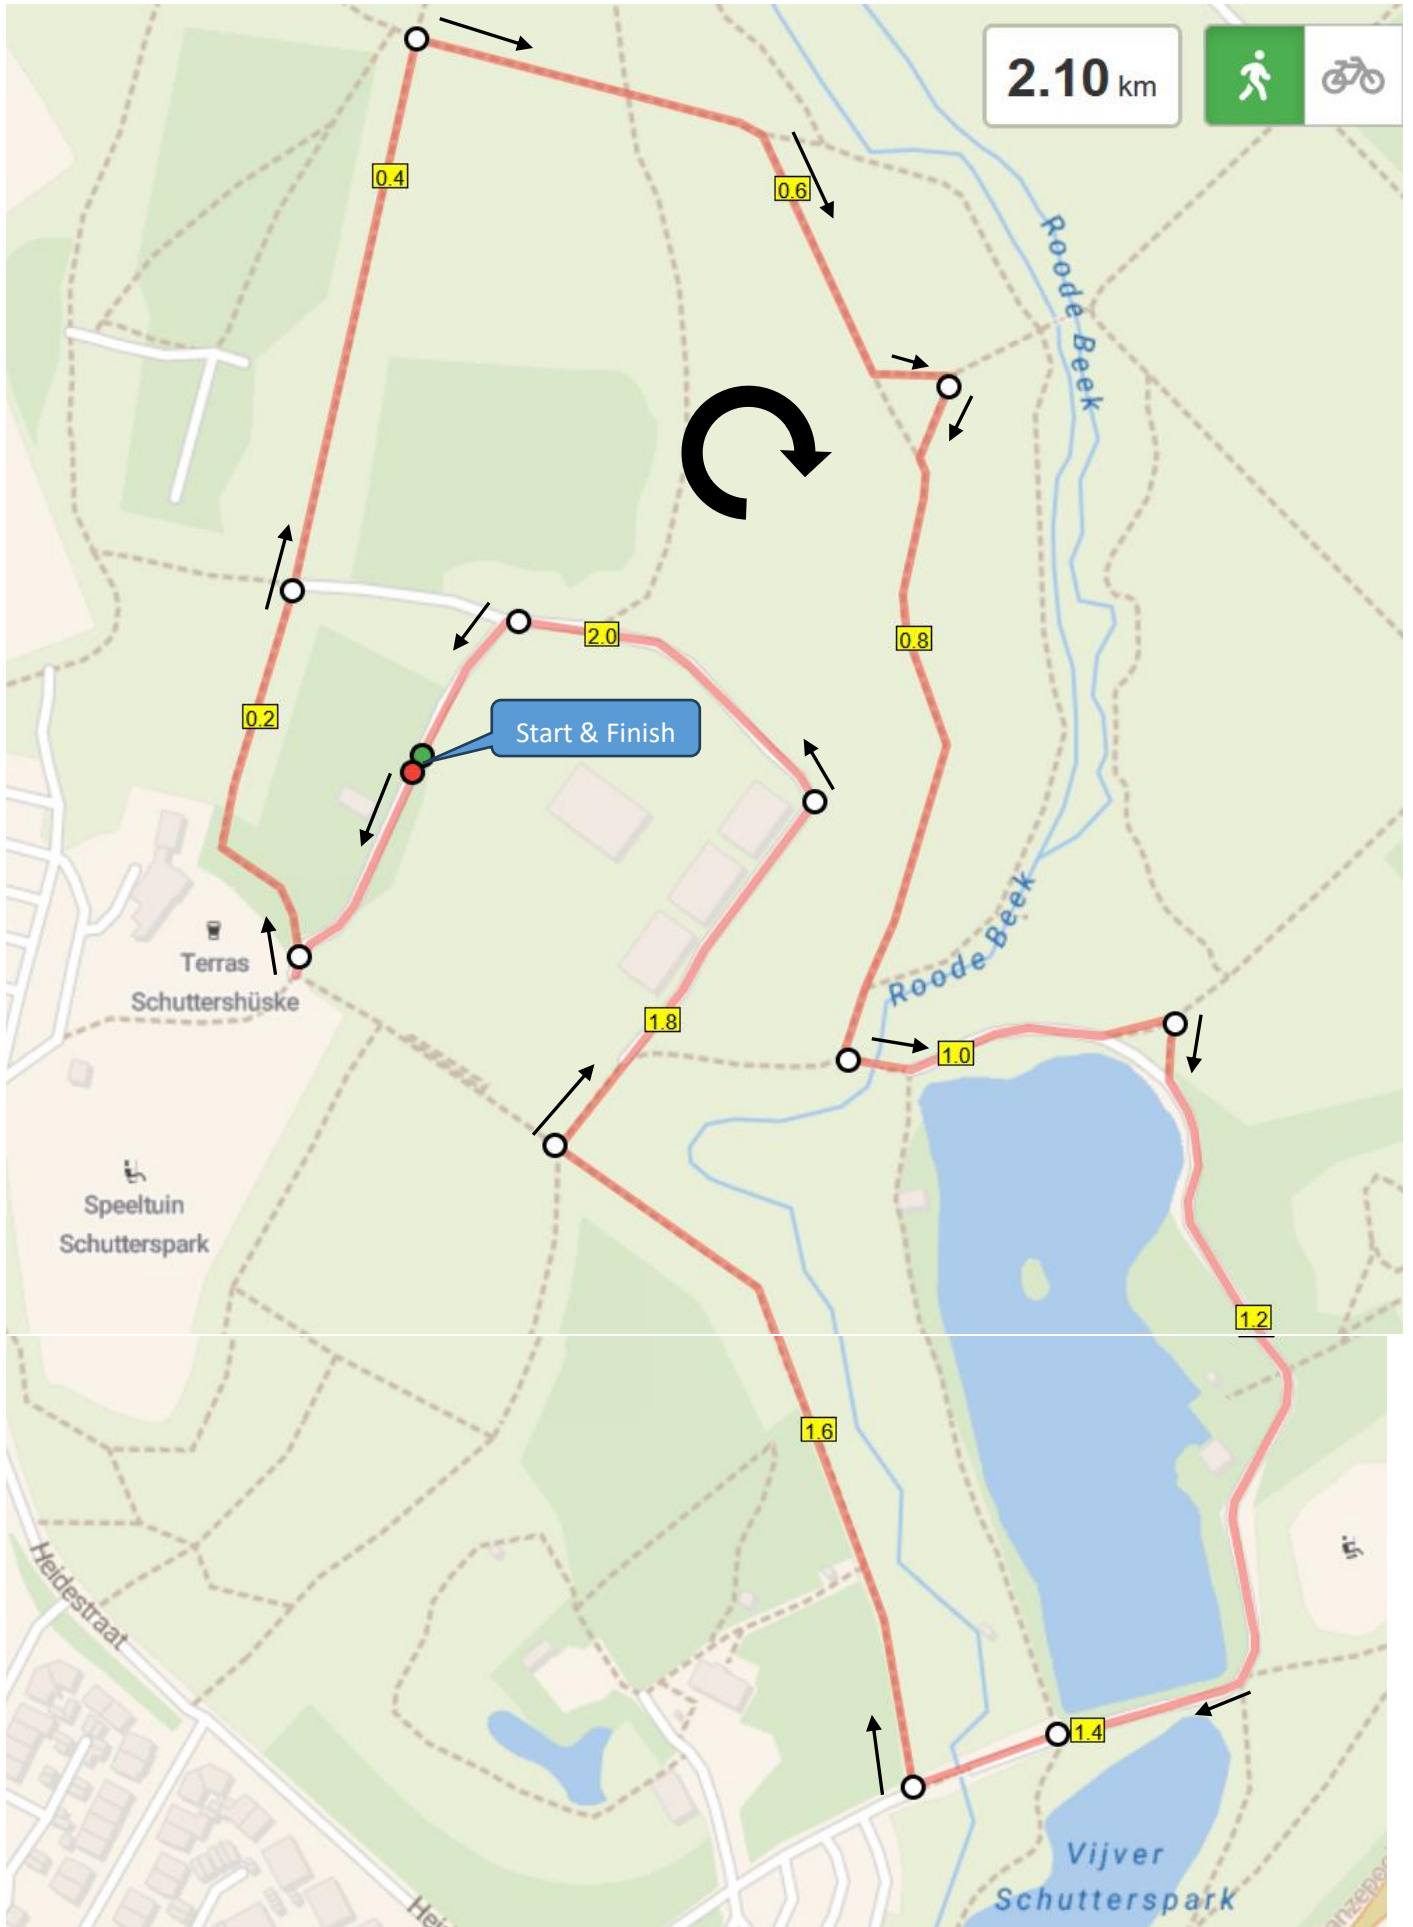 2.10 km
0.4
0.6
Roode Beek
2.0
0.8
0.2
Start & Finish
Roode Beek
Terras
Schuttershüske
1.8
1.0
Speeltuin
Schutterspark
1.2
1.6
Heidestraat
1.4
Vijver
Schutterspark